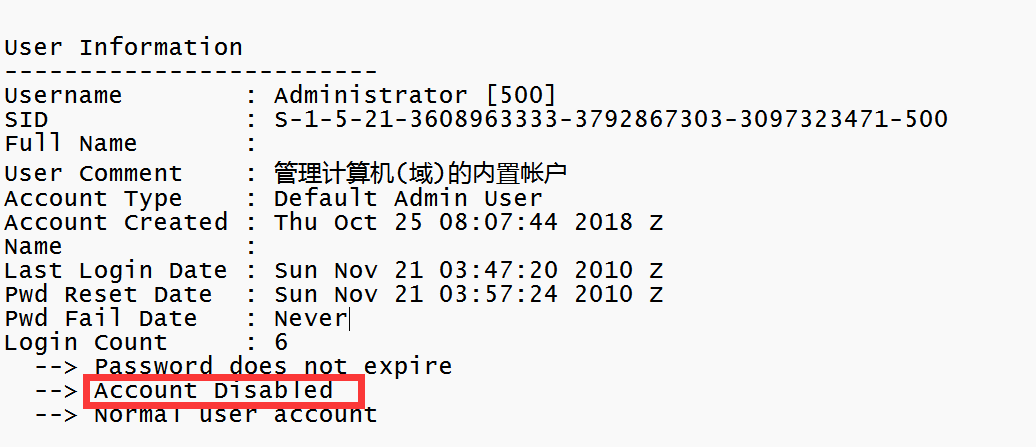 User Information
-------------------------
Username        : Administrator [500]
SID             : S-1-5-21-3608963333-3792867303-3097323471-500
Full Name       :
User Comment    : 管理计算机(域)的内置帐户
Account Type    : Default Admin User
Account Created : Thu Oct 25 08:07:44 2018 Z
Name            :
Last Login Date : Sun Nov 21 03:47:20 2010 Z
Pwd Reset Date  : Sun Nov 21 03:57:24 2010 Z
Pwd Fail Date   : Never
Login Count     : 6
  --> Password does not expire
  --> Account Disabled
  --> Normal user account